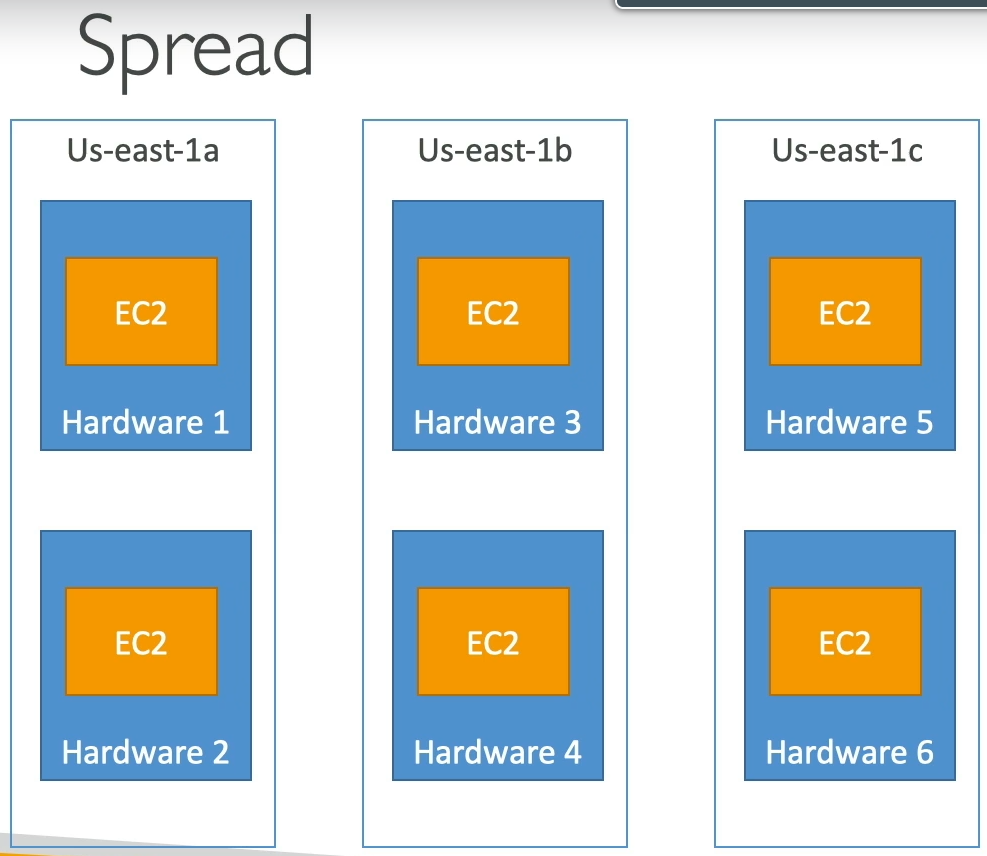 Spread
Us-east-1a
EC2
Hardware 1
EC2
Hardware 2
Us-east-1b
EC2
Hardware 3
EC2
Hardware 4
Us-east-1c
EC2
Hardware 5
EC2
Hardware 6